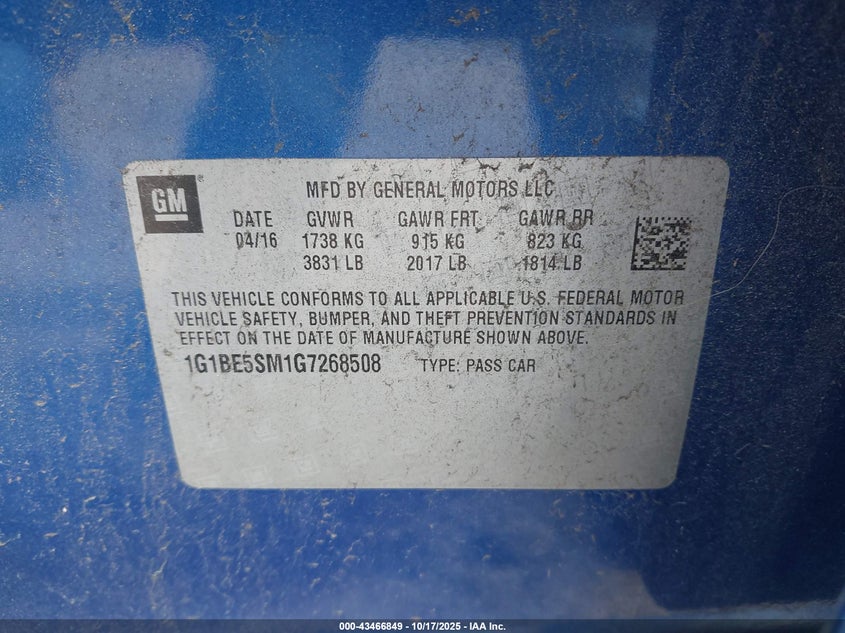 GM
MFD BY GENERAL MOTORS LLC
DATE GVWR GAWR FRT GAWR RR
04/16 1738 KG 915 KG 823 KG
3831 LB 2017 LB 1814 LB
THIS VEHICLE CONFORMS TO ALL APPLICABLE U.S. FEDERAL MOTOR
VEHICLE SAFETY, BUMPER, AND THEFT PREVENTION STANDARDS IN
EFFECT ON THE DATE OF MANUFACTURE SHOWN ABOVE.
1G1BE5SM1G7268508 TYPE: PASS CAR
000-43466849 - 10/17/2025 - IAA Inc.